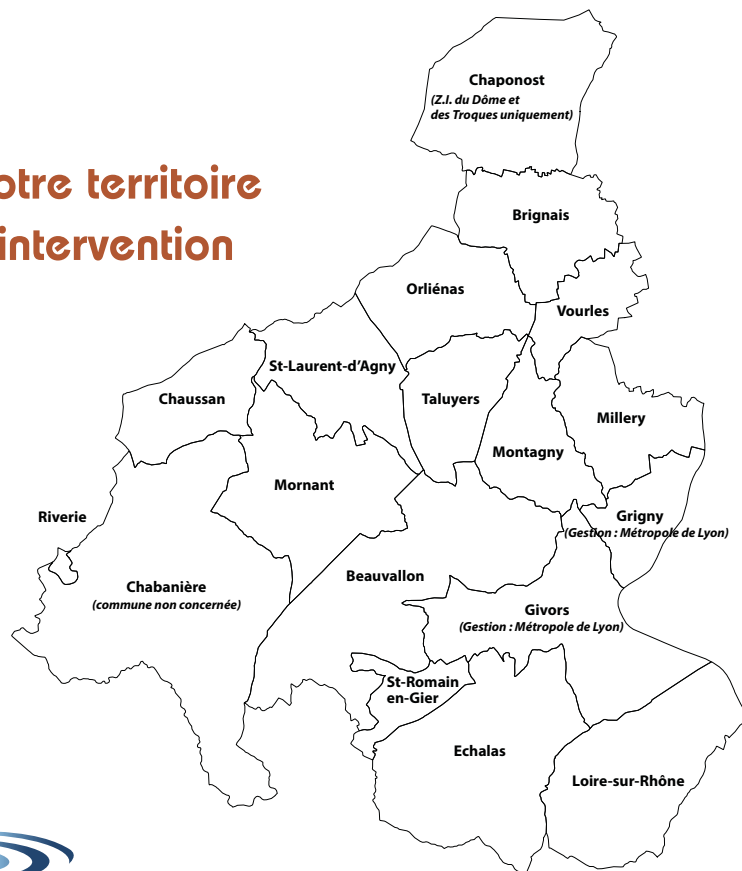 Chaponost
(Z.I. du Dôme et
des Troques uniquement)
otre territoire
intervention
Brignais
Orliénas
Vourles
St-Laurent-d'Agny
Chaussan
Taluyers
Millery
Montagny
Mornant
Riverie
Grigny
(Gestion : Métropole de Lyon)
Beauvallon
Chabanière
(commune non concernée)
Givors
(Gestion : Métropole de Lyon)
St-Romain
en-Gier
Echalas
Loire-sur-Rhône